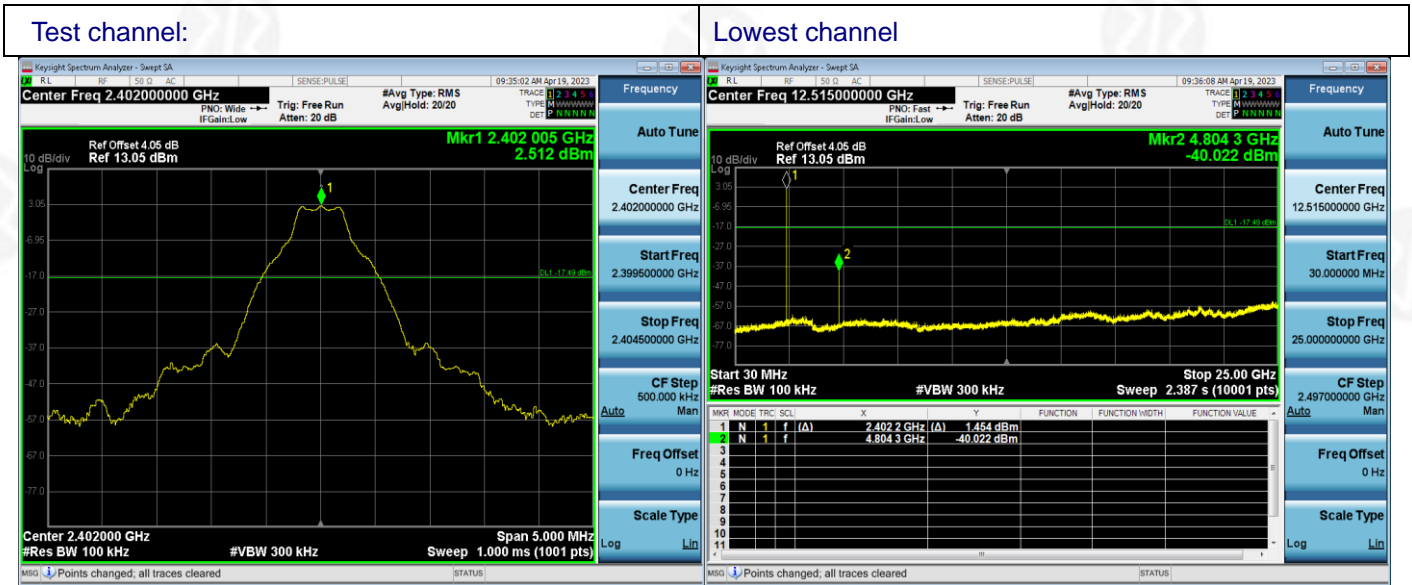 Test channel:
Lowest channel
Keysight Spectrum Analyzer - Swept SA
RL RF 50 Ω AC SENSE:PULSE 09:35:02 AM Apr 19, 2023
Center Freq 2.402000000 GHz
#Avg Type: RMS
TRACE 1 2 3 4 5 6
PNO: Wide
Trig: Free Run
Avg|Hold: 20/20
TYPE M WWWWW
IFGain:Low
Atten: 20 dB
DET P N N N N N
Mkr1 2.402 005 GHz
2.512 dBm
Ref Offset 4.05 dB
10 dB/div Ref 13.05 dBm
Log
1
3.05
-6.95
-17.0
DL1 -17.49 dBm
-27.0
-37.0
-47.0
-57.0
-67.0
-77.0
Center 2.402000 GHz
Span 5.000 MHz
#Res BW 100 kHz
#VBW 300 kHz
Sweep 1.000 ms (1001 pts)
MSG Points changed; all traces cleared
STATUS
Frequency
Auto Tune
Center Freq
2.402000000 GHz
Start Freq
2.399500000 GHz
Stop Freq
2.404500000 GHz
CF Step
500.000 kHz
Auto Man
Freq Offset
0 Hz
Scale Type
Log Lin
Keysight Spectrum Analyzer - Swept SA
RL RF 50 Ω AC SENSE:PULSE 09:36:08 AM Apr 19, 2023
Center Freq 12.515000000 GHz
#Avg Type: RMS
TRACE 1 2 3 4 5 6
PNO: Fast
Trig: Free Run
Avg|Hold: 20/20
TYPE M WWWWW
IFGain:Low
Atten: 20 dB
DET P N N N N N
Mkr2 4.804 3 GHz
-40.022 dBm
Ref Offset 4.05 dB
10 dB/div Ref 13.05 dBm
Log
1
3.05
-6.95
-17.0
DL1 -17.49 dBm
-27.0
2
-37.0
-47.0
-57.0
-67.0
-77.0
Start 30 MHz
Stop 25.00 GHz
#Res BW 100 kHz
#VBW 300 kHz
Sweep 2.387 s (10001 pts)
MKR MODE TRC SCL X Y FUNCTION FUNCTION WIDTH FUNCTION VALUE
1 N 1 f (Δ) 2.402 2 GHz (Δ) 1.454 dBm
2 N 1 f 4.804 3 GHz -40.022 dBm
3
4
5
6
7
8
9
10
11
MSG Points changed; all traces cleared
STATUS
Frequency
Auto Tune
Center Freq
12.515000000 GHz
Start Freq
30.000000 MHz
Stop Freq
25.000000000 GHz
CF Step
2.497000000 GHz
Auto Man
Freq Offset
0 Hz
Scale Type
Log Lin